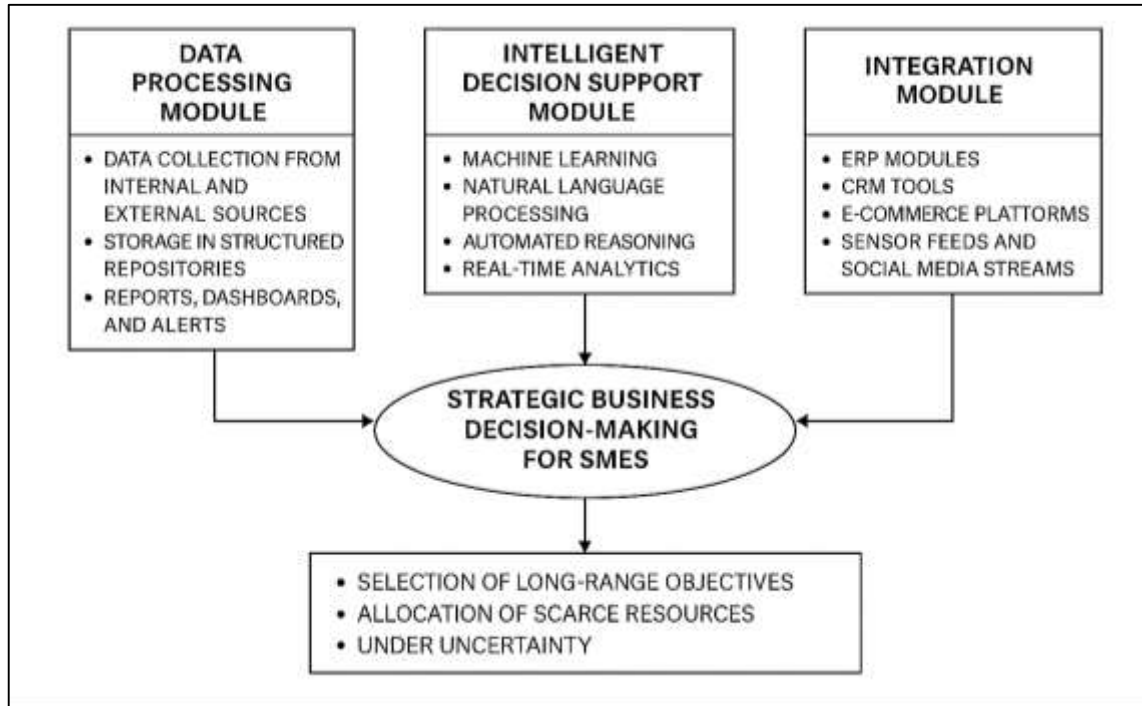 DATA
PROCESSING
MODULE
• DATA COLLECTION FROM
INTERNAL AND
EXTERNAL SOURCES
• STORAGE IN STRUCTURED
REPOSITORIES
• REPORTS, DASHBOARDS,
AND ALERTS
INTELLIGENT
DECISION SUPPORT
MODULE
• MACHINE LEARNING
• NATURAL LANGUAGE
PROCESSING
• AUTOMATED REASONING
• REAL-TIME ANALYTICS
INTEGRATION
MODULE
• ERP MODULES
• CRM TOOLS
• E-COMMERCE PLATTORMS
• SENSOR FEEDS AND
SOCIAL MEDIA STREAMS
STRATEGIC BUSINESS
DECISION-MAKING
FOR SMES
• SELECTION OF LONG-RANGE OBJECTIVES
• ALLOCATION OF SCARCE RESOURCES
• UNDER UNCERTAINTY